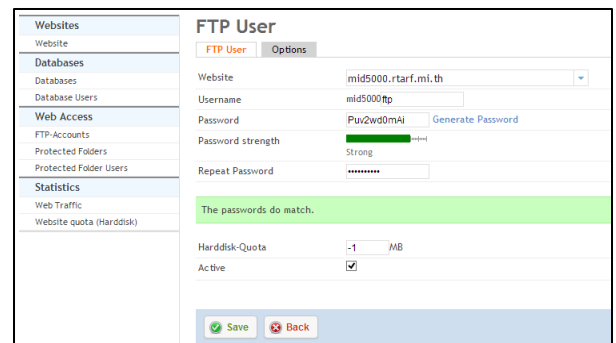 Websites
Website
Databases
Databases
Database Users
Web Access
FTP-Accounts
Protected Folders
Protected Folder Users
Statistics
Web Traffic
Website quota (Harddisk)
FTP User
FTP User Options
Website mid5000.rtarf.mi.th
Username mid5000ftp
Password Puv2wd0mAi Generate Password
Password strength
Strong
Repeat Password ••••••••••
The passwords do match.
Harddisk-Quota -1 MB
Active
Save Back